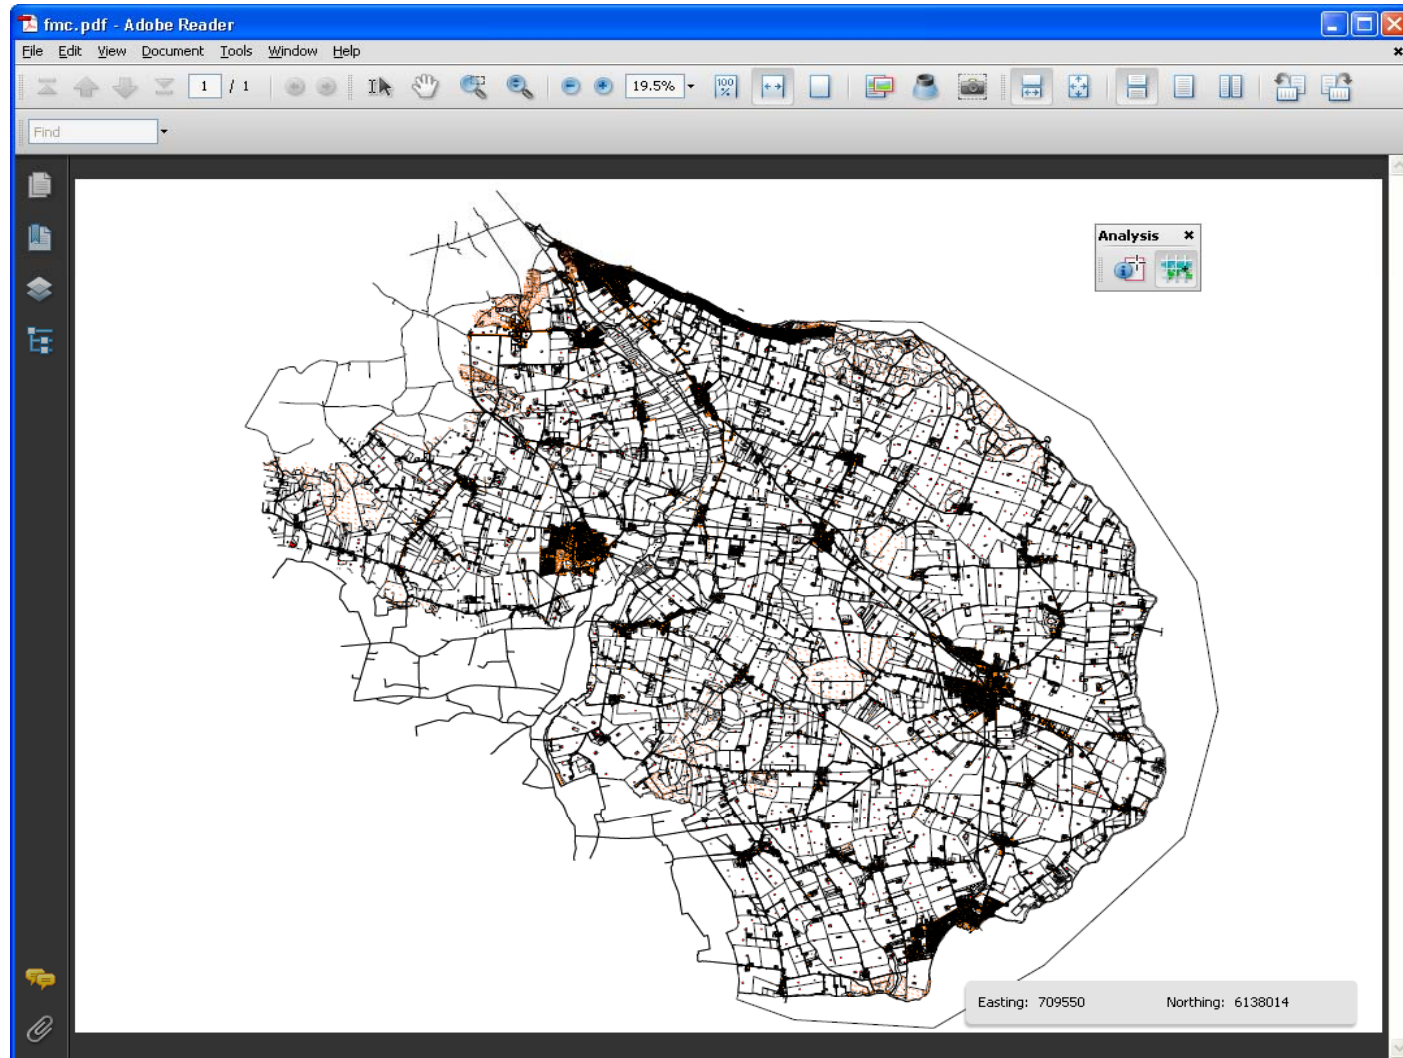 fmc.pdf - Adobe Reader
File Edit View Document Tools Window Help
1 / 1 19.5% 100 %
Find
Analysis
Easting: 709550 Northing: 6138014